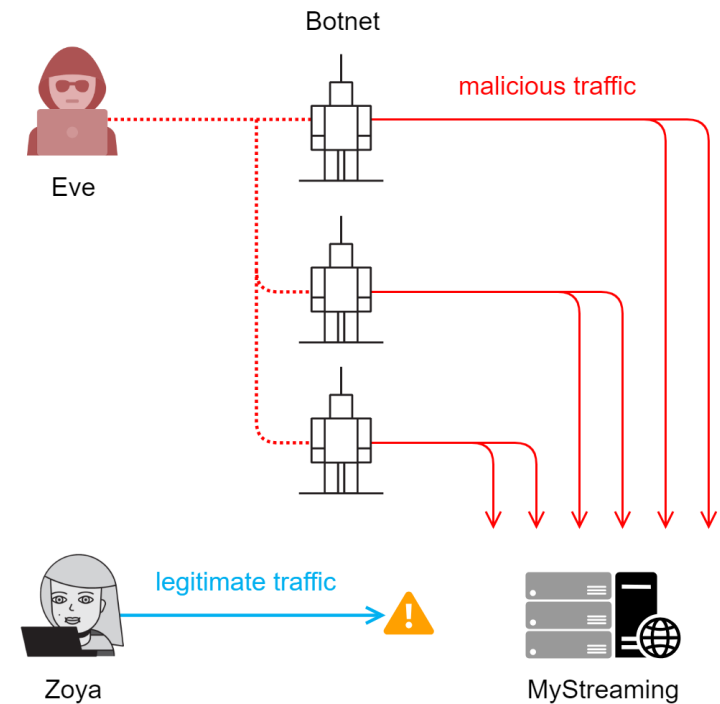 Botnet
malicious traffic
Eve
legitimate traffic
Zoya
MyStreaming